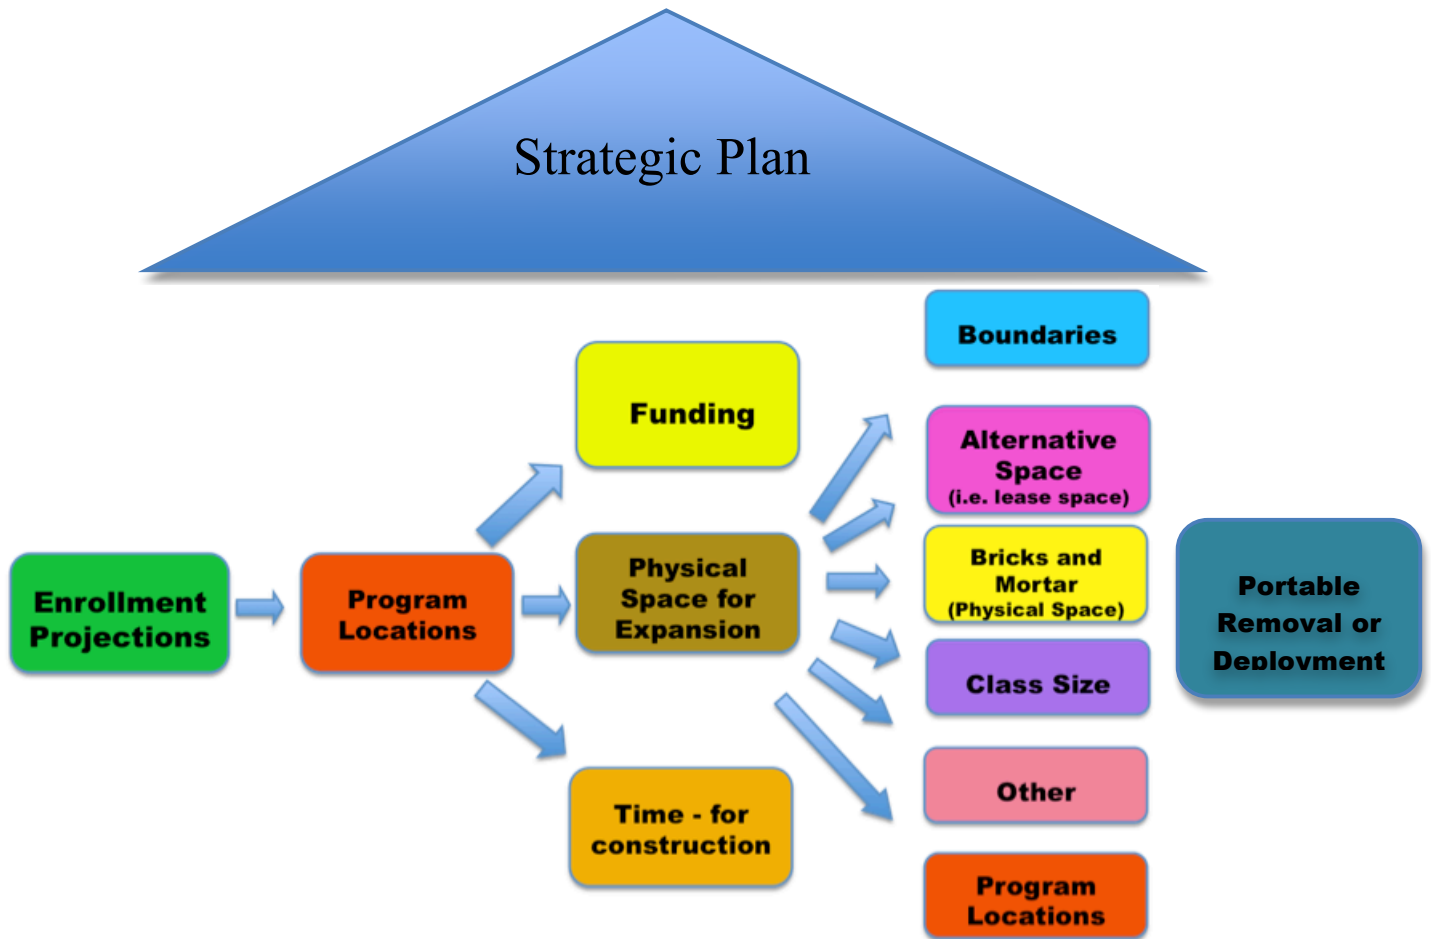 Strategic Plan
Boundaries
Funding
Alternative
Space
(i.e. lease space)
Enrollment
Projections
Program
Locations
Physical
Space for
Expansion
Bricks and
Mortar
(Physical Space)
Portable
Removal or
Deployment
Class Size
Time - for
construction
Other
Program
Locations